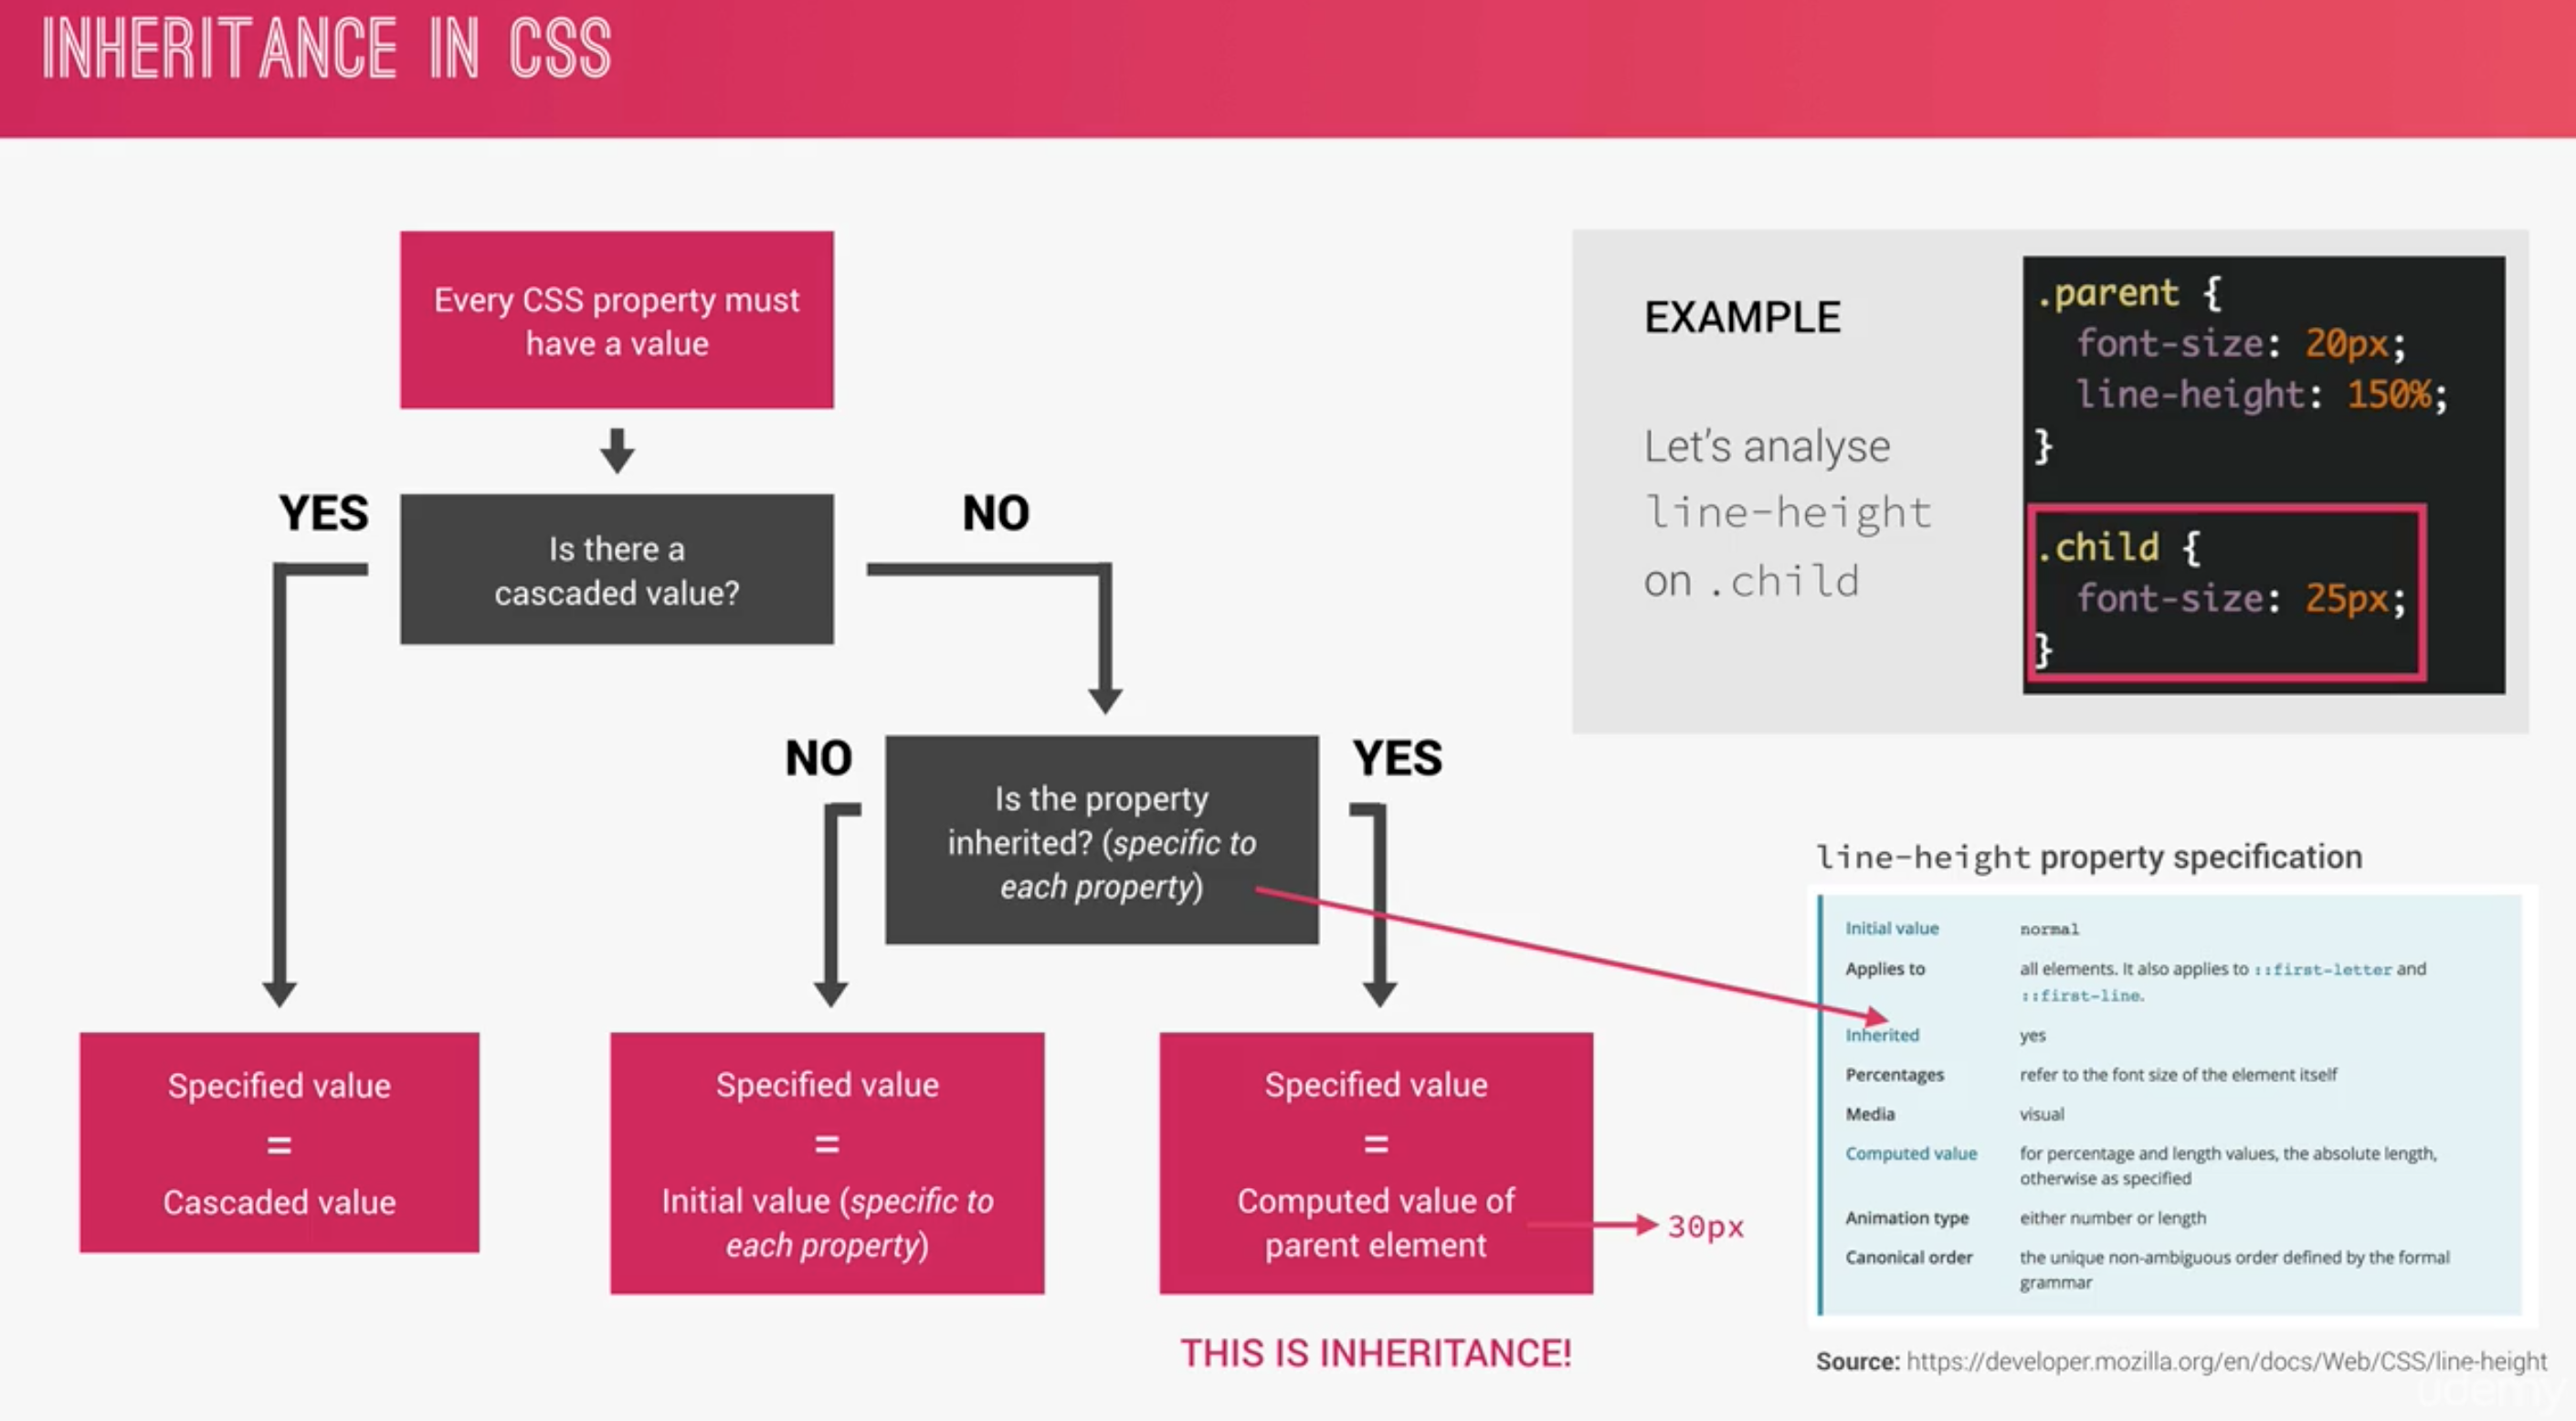 INHERITANCE IN CSS
Every CSS property must
have a value
YES
Is there a
cascaded value?
NO
NO
Is the property
inherited? (specific to
each property)
YES
Specified value
=
Cascaded value
Specified value
=
Initial value (specific to
each property)
Specified value
=
Computed value of
parent element
30px
THIS IS INHERITANCE!
EXAMPLE
Let’s analyse
line-height
on .child
.parent {
font-size: 20px;
line-height: 150%;
}
.child {
font-size: 25px;
}
line-height property specification
Initial value normal
Applies to all elements. It also applies to ::first-letter and
::first-line.
Inherited yes
Percentages refer to the font size of the element itself
Media visual
Computed value for percentage and length values, the absolute length,
otherwise as specified
Animation type either number or length
Canonical order the unique non-ambiguous order defined by the formal
grammar
Source: https://developer.mozilla.org/en/docs/Web/CSS/line-height
udemy